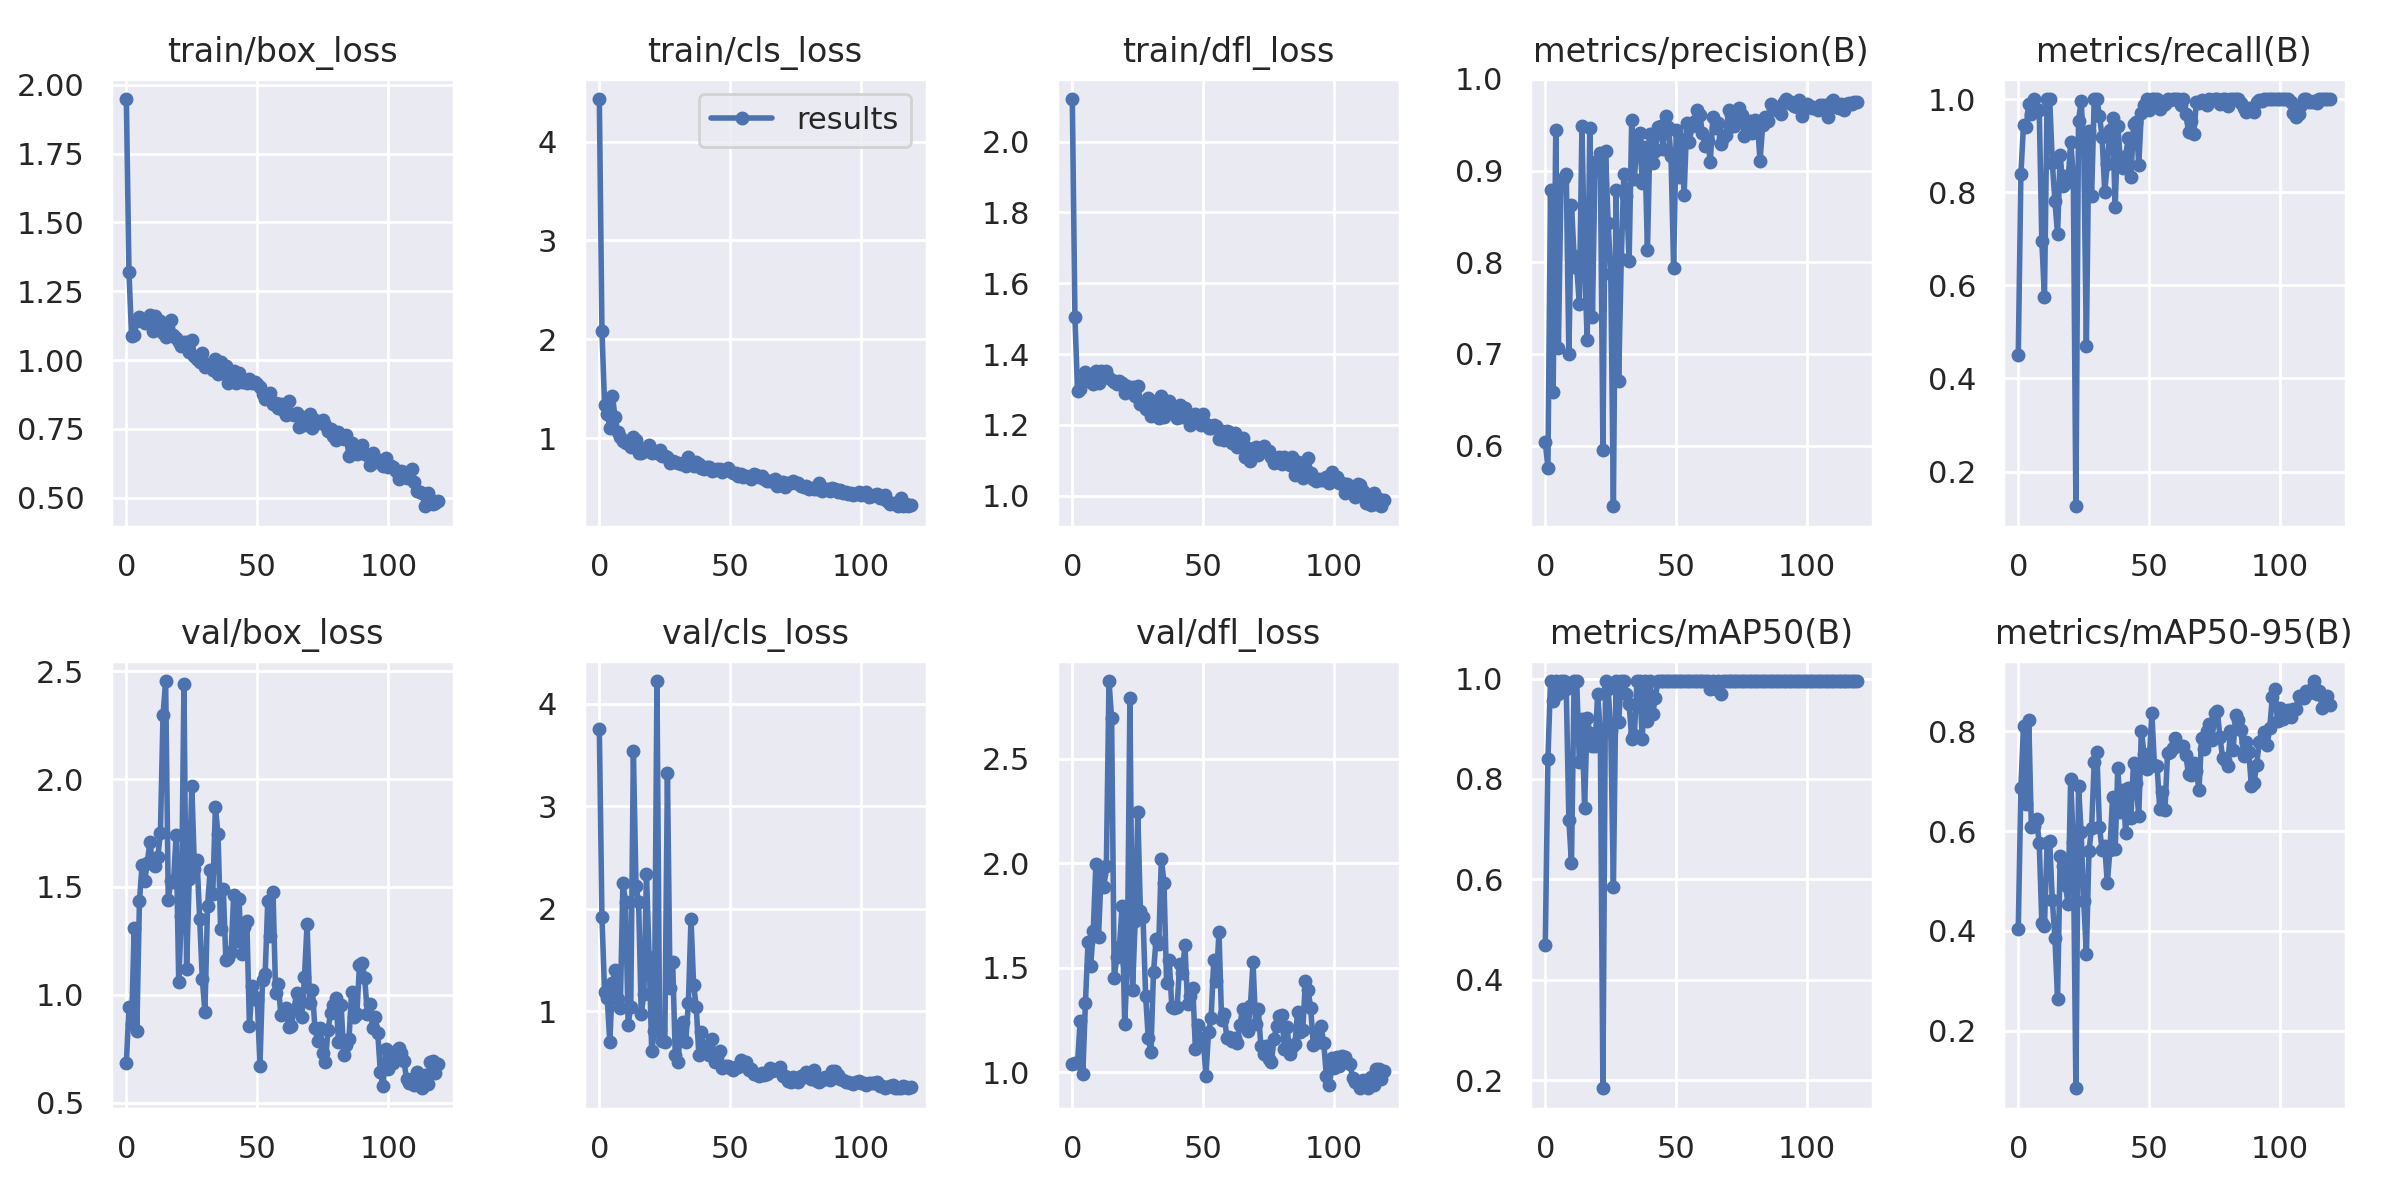 train/box_loss
2.00
1.75
1.50
1.25
1.00
0.75
0.50
0 50 100
train/cls_loss
results
4
3
2
1
0 50 100
train/dfl_loss
2.0
1.8
1.6
1.4
1.2
1.0
0 50 100
metrics/precision(B)
1.0
0.9
0.8
0.7
0.6
0 50 100
metrics/recall(B)
1.0
0.8
0.6
0.4
0.2
0 50 100
val/box_loss
2.5
2.0
1.5
1.0
0.5
0 50 100
val/cls_loss
4
3
2
1
0 50 100
val/dfl_loss
2.5
2.0
1.5
1.0
0 50 100
metrics/mAP50(B)
1.0
0.8
0.6
0.4
0.2
0 50 100
metrics/mAP50-95(B)
0.8
0.6
0.4
0.2
0 50 100